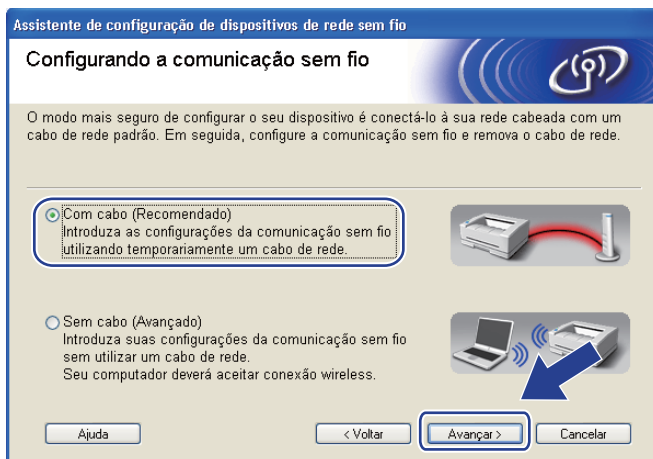 Assistente de configuração de dispositivos de rede sem fio
Configurando a comunicação sem fio
O modo mais seguro de configurar o seu dispositivo é conectá-lo à sua rede cabeada com um
cabo de rede padrão. Em seguida, configure a comunicação sem fio e remova o cabo de rede.
Com cabo (Recomendado)
Introduza as configurações da comunicação sem fio
utilizando temporariamente um cabo de rede.
Sem cabo (Avançado)
Introduza suas configurações da comunicação sem fio
sem utilizar um cabo de rede.
Seu computador deverá aceitar conexão wireless.
Ajuda
< Voltar
Avançar >
Cancelar